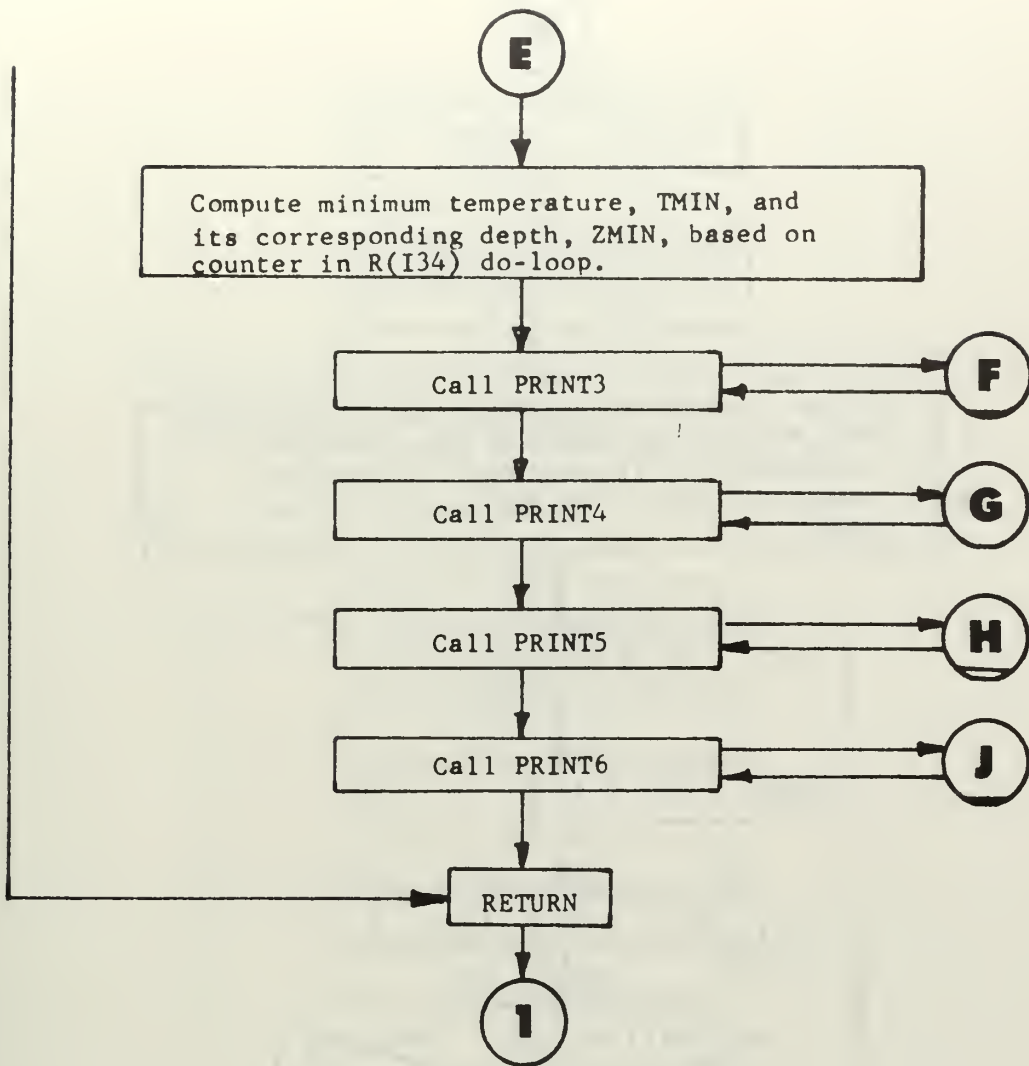 E
Compute minimum temperature, TMIN, and
its corresponding depth, ZMIN, based on
counter in R(I34) do-loop.
Call PRINT3
F
Call PRINT4
G
Call PRINT5
H
Call PRINT6
J
RETURN
1